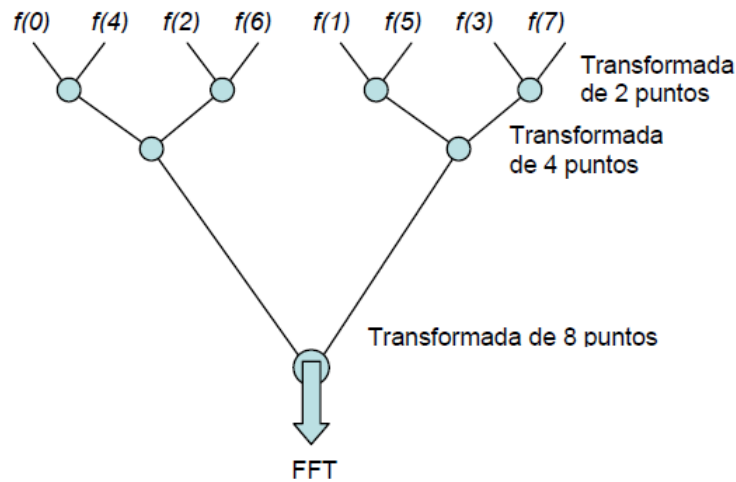 f(0) f(4) f(2) f(6) f(1) f(5) f(3) f(7)
Transformada
de 2 puntos
Transformada
de 4 puntos
Transformada de 8 puntos
FFT